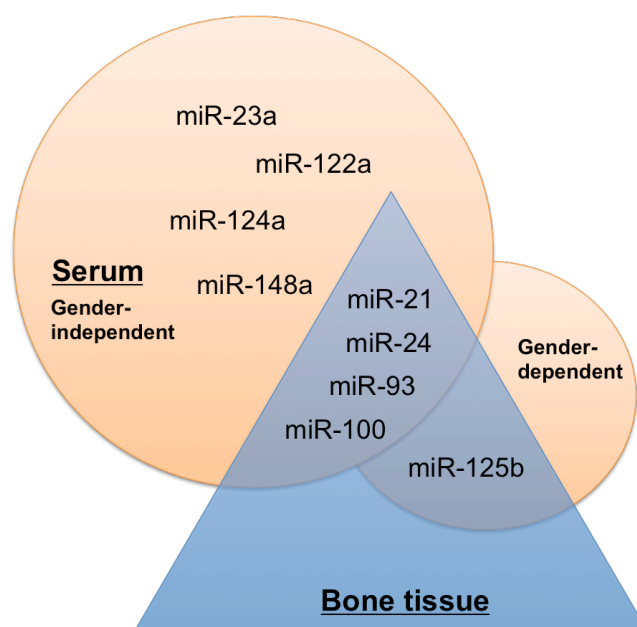 miR-23a
miR-122a
miR-124a
Serum
Gender-
independent
miR-148a
miR-21
miR-24
miR-93
miR-100
Gender-
dependent
miR-125b
Bone tissue